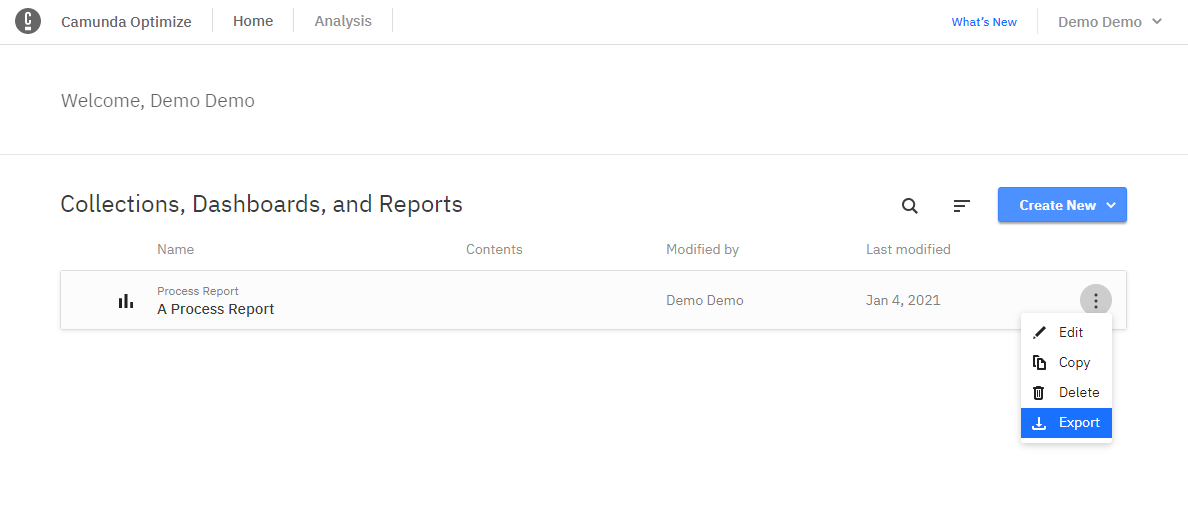 C Camunda Optimize Home Analysis What's New Demo Demo
Welcome, Demo Demo
Collections, Dashboards, and Reports Create New
Name Contents Modified by Last modified
Process Report
A Process Report Demo Demo Jan 4, 2021
Edit
Copy
Delete
Export